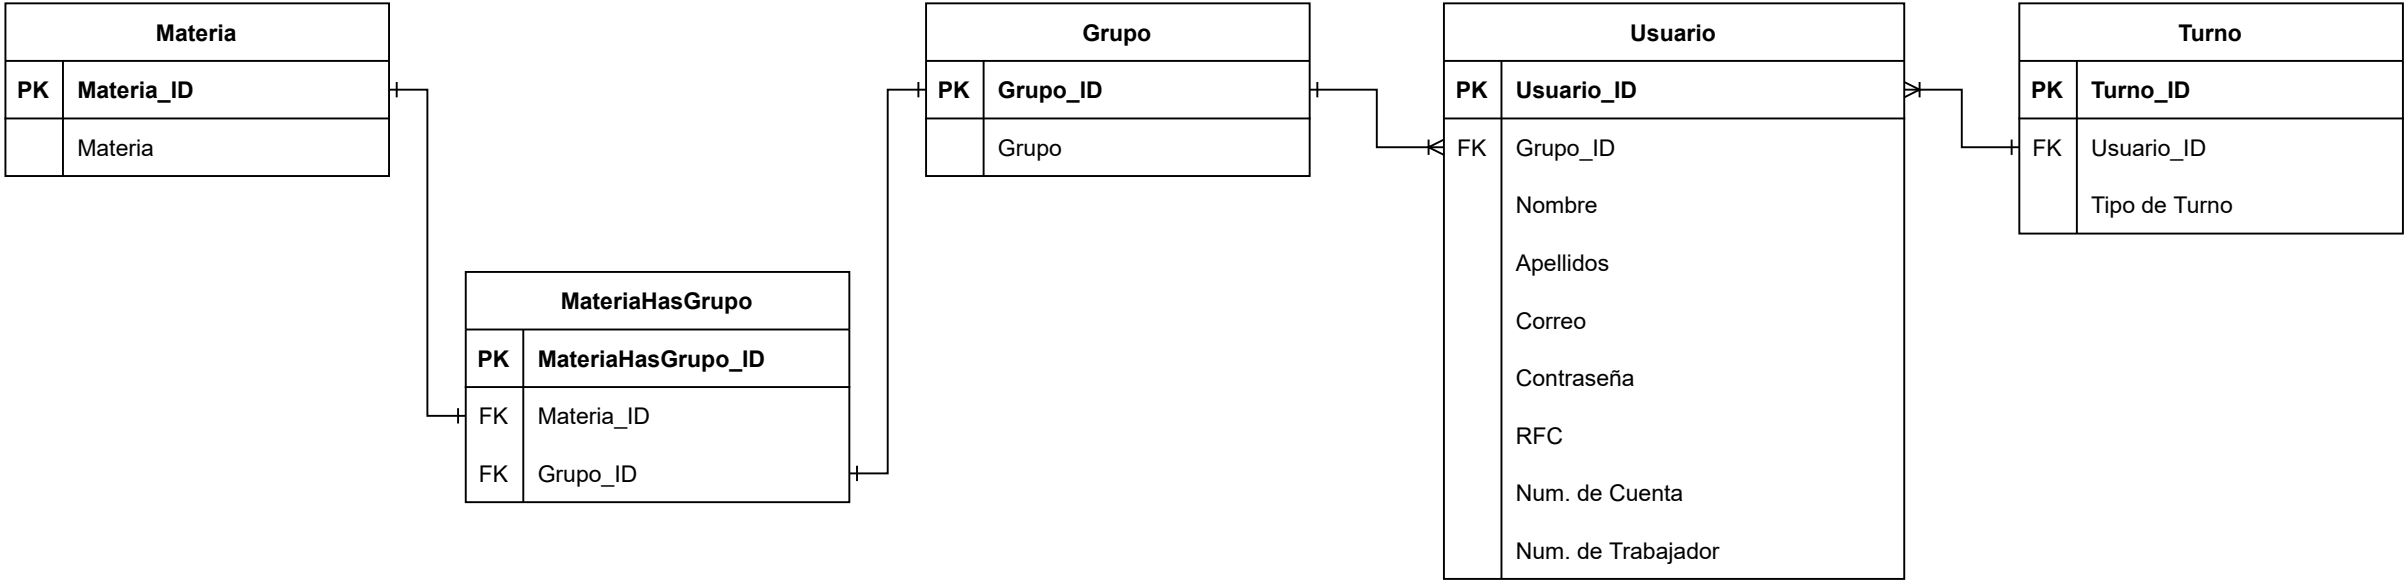 Materia
PK Materia_ID
Materia
MateriaHasGrupo
PK MateriaHasGrupo_ID
FK Materia_ID
FK Grupo_ID
Grupo
PK Grupo_ID
Grupo
Usuario
PK Usuario_ID
FK Grupo_ID
Nombre
Apellidos
Correo
Contraseña
RFC
Num. de Cuenta
Num. de Trabajador
Turno
PK Turno_ID
FK Usuario_ID
Tipo de Turno